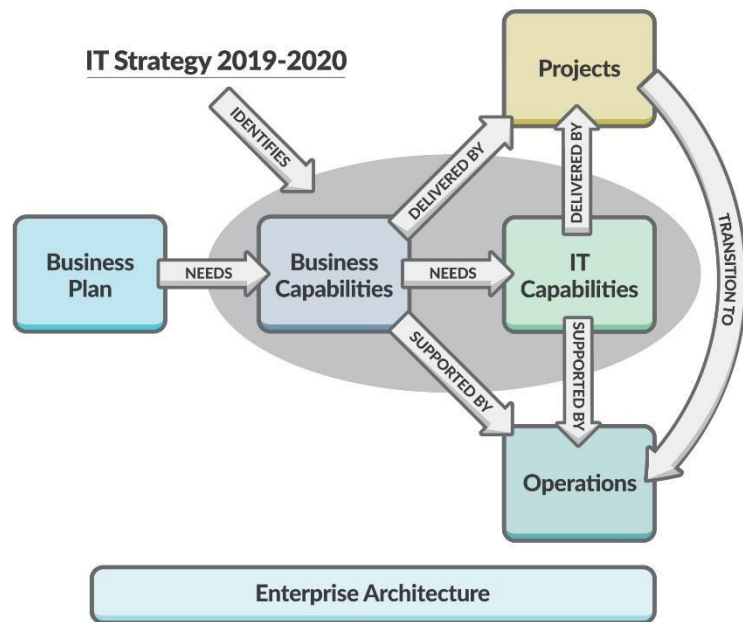 IT Strategy 2019-2020
IDENTIFIES
Projects
DELIVERED BY
DELIVERED BY
Business
Plan
NEEDS
Business
Capabilities
NEEDS
IT
Capabilities
TRANSITION TO
SUPPORTED BY
SUPPORTED BY
Operations
Enterprise Architecture